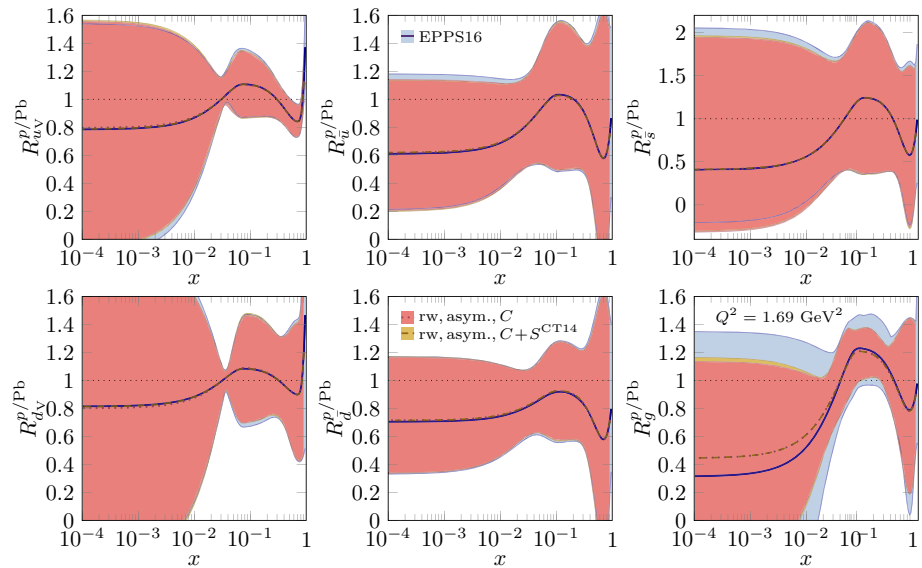 1.6
1.4
1.2
1
0.8
0.6
0.4
0.2
0
R_{u_V}^{p/Pb}
10⁻⁴ 10⁻³ 10⁻² 10⁻¹ 1
x
1.6
1.4
1.2
1
0.8
0.6
0.4
0.2
0
R_{ū}^{p/Pb}
EPPS16
10⁻⁴ 10⁻³ 10⁻² 10⁻¹ 1
x
2
1.5
1
0.5
0
R_{s̄}^{p/Pb}
10⁻⁴ 10⁻³ 10⁻² 10⁻¹ 1
x
1.6
1.4
1.2
1
0.8
0.6
0.4
0.2
0
R_{d_V}^{p/Pb}
10⁻⁴ 10⁻³ 10⁻² 10⁻¹ 1
x
1.6
1.4
1.2
1
0.8
0.6
0.4
0.2
0
R_{d̄}^{p/Pb}
rw, asym., C
rw, asym., C+S^{CT14}
10⁻⁴ 10⁻³ 10⁻² 10⁻¹ 1
x
1.6
1.4
1.2
1
0.8
0.6
0.4
0.2
0
R_g^{p/Pb}
Q² = 1.69 GeV²
10⁻⁴ 10⁻³ 10⁻² 10⁻¹ 1
x